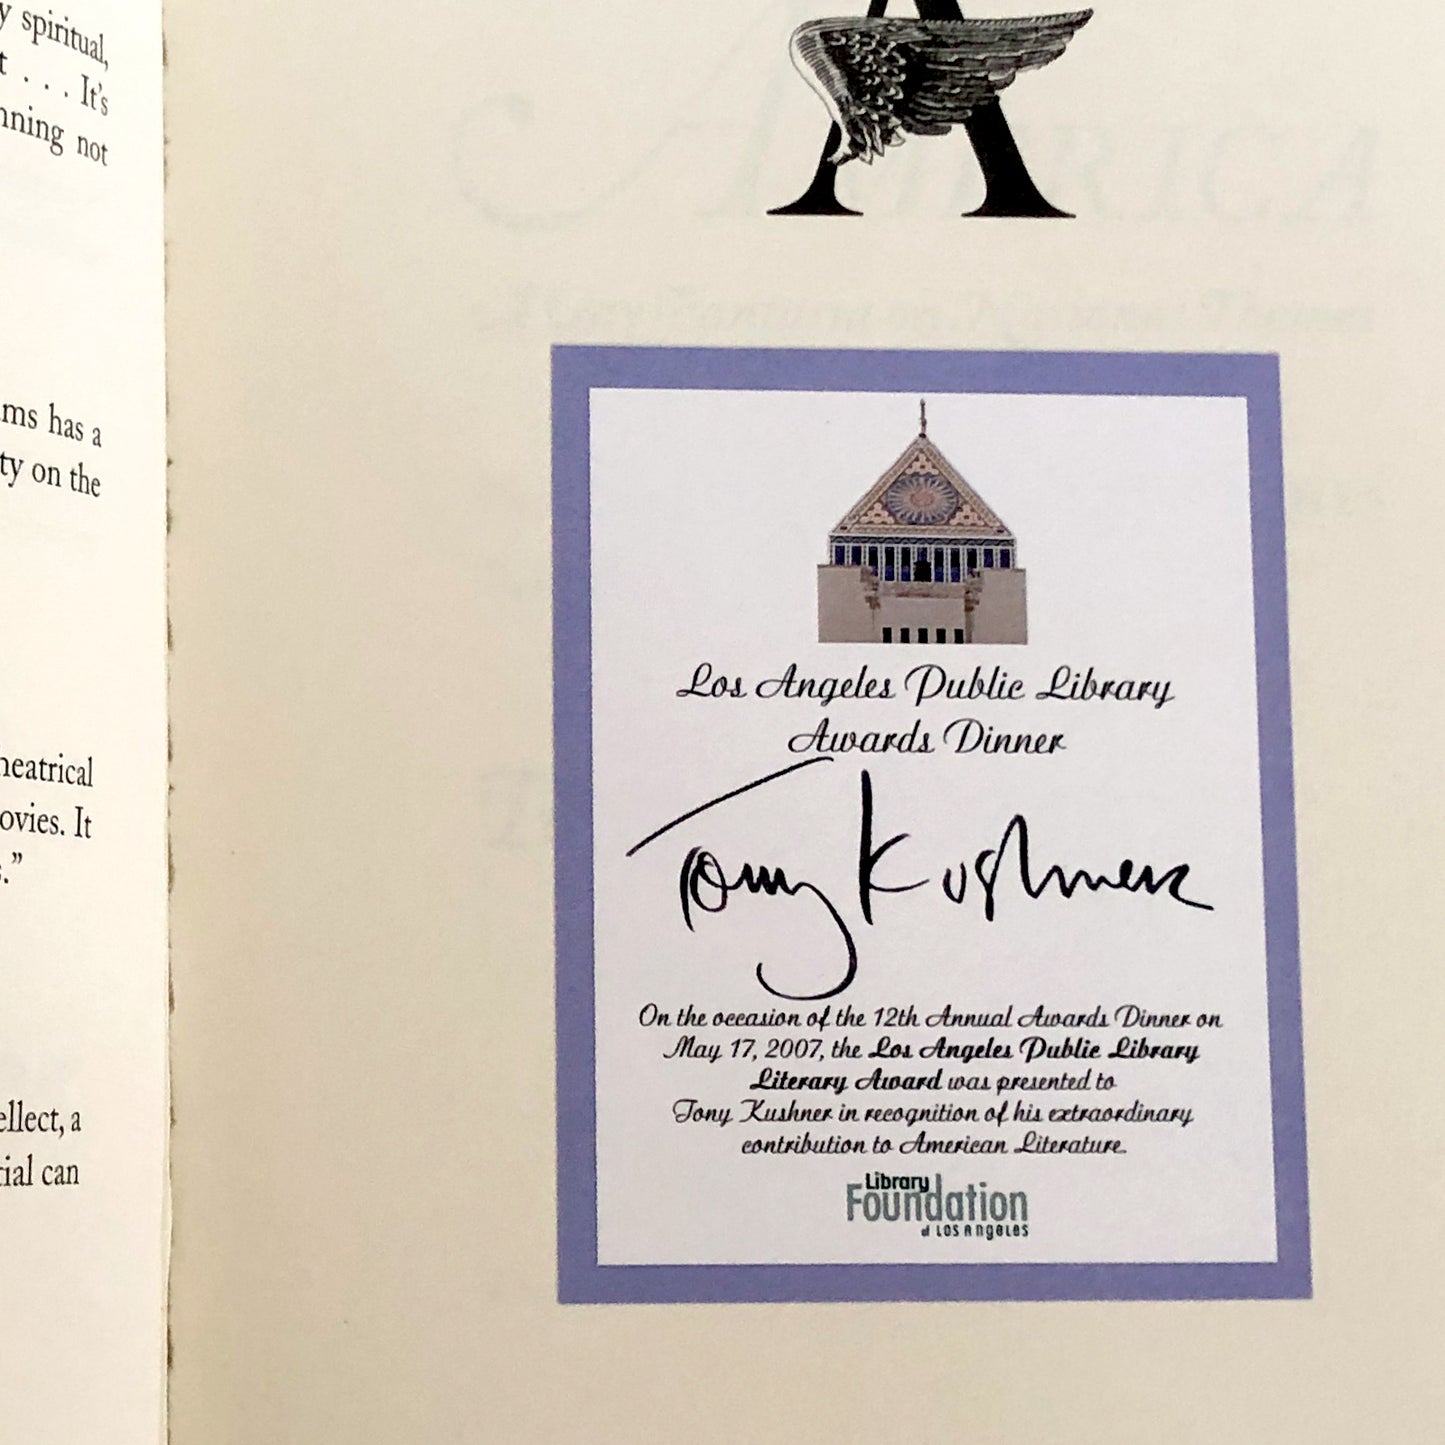 y spiritual,
t . . . It's
nning not
ms has a
ty on the
heatrical
ovies. It
."
ellect, a
ial can
A
Los Angeles Public Library
Awards Dinner
Tony Kushner
On the occasion of the 12th Annual Awards Dinner on
May 17, 2007, the Los Angeles Public Library
Literary Award was presented to
Tony Kushner in recognition of his extraordinary
contribution to American Literature.
Library
Foundation
of LOS ANGELES